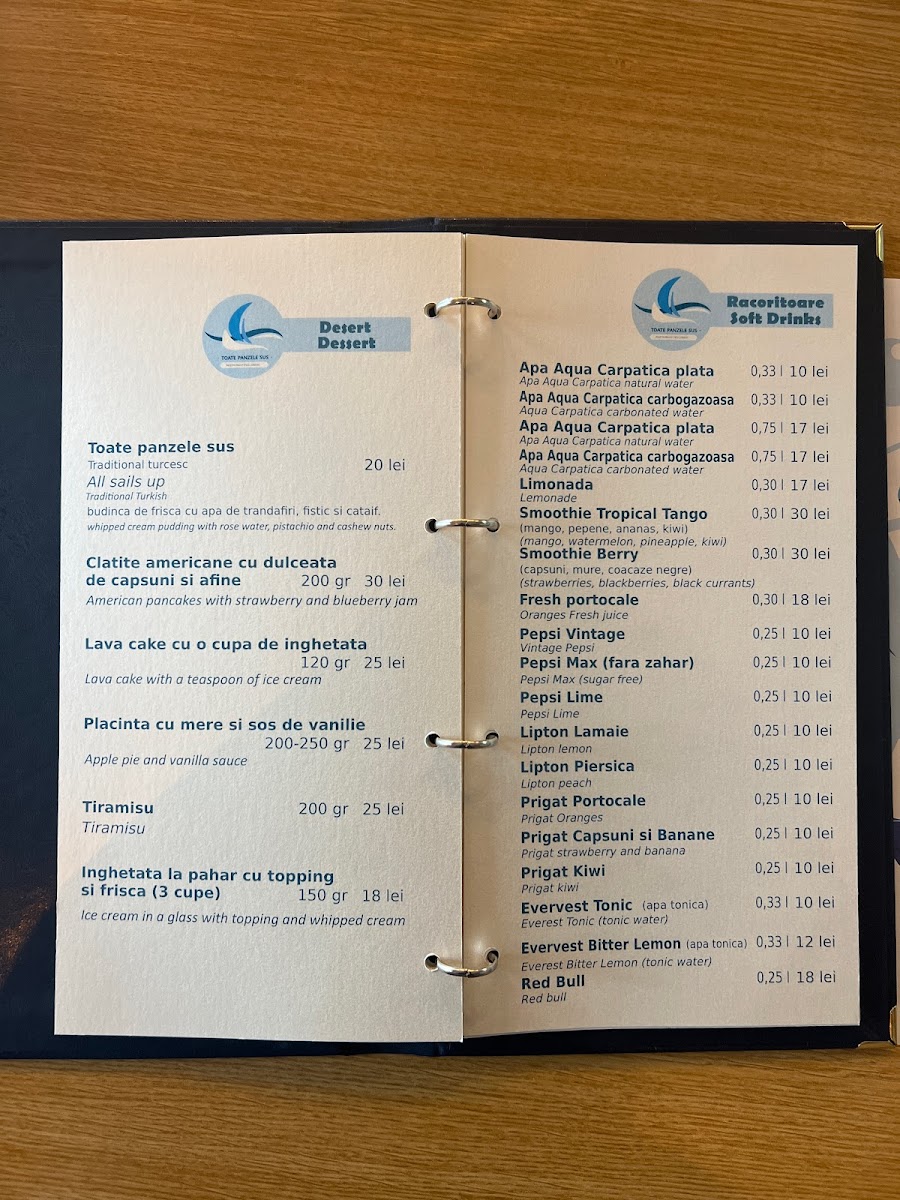 TOATE PANZELE SUS
Desert
Dessert
Toate panzele sus
Traditional turcesc 20 lei
All sails up
Traditional Turkish
budinca de frisca cu apa de trandafiri, fistic si cataif.
whipped cream pudding with rose water, pistachio and cashew nuts.
Clatite americane cu dulceata
de capsuni si afine 200 gr 30 lei
American pancakes with strawberry and blueberry jam
Lava cake cu o cupa de inghetata
120 gr 25 lei
Lava cake with a teaspoon of ice cream
Placinta cu mere si sos de vanilie
200-250 gr 25 lei
Apple pie and vanilla sauce
Tiramisu 200 gr 25 lei
Tiramisu
Inghetata la pahar cu topping
si frisca (3 cupe) 150 gr 18 lei
Ice cream in a glass with topping and whipped cream
TOATE PANZELE SUS
Racoritoare
Soft Drinks
Apa Aqua Carpatica plata 0,33 l 10 lei
Apa Aqua Carpatica natural water
Apa Aqua Carpatica carbogazoasa 0,33 l 10 lei
Aqua Carpatica carbonated water
Apa Aqua Carpatica plata 0,75 l 17 lei
Apa Aqua Carpatica natural water
Apa Aqua Carpatica carbogazoasa 0,75 l 17 lei
Aqua Carpatica carbonated water
Limonada 0,30 l 17 lei
Lemonade
Smoothie Tropical Tango 0,30 l 30 lei
(mango, pepene, ananas, kiwi)
(mango, watermelon, pineapple, kiwi)
Smoothie Berry 0,30 l 30 lei
(capsuni, mure, coacaze negre)
(strawberries, blackberries, black currants)
Fresh portocale 0,30 l 18 lei
Oranges Fresh juice
Pepsi Vintage 0,25 l 10 lei
Vintage Pepsi
Pepsi Max (fara zahar) 0,25 l 10 lei
Pepsi Max (sugar free)
Pepsi Lime 0,25 l 10 lei
Pepsi Lime
Lipton Lamaie 0,25 l 10 lei
Lipton lemon
Lipton Piersica 0,25 l 10 lei
Lipton peach
Prigat Portocale 0,25 l 10 lei
Prigat Oranges
Prigat Capsuni si Banane 0,25 l 10 lei
Prigat strawberry and banana
Prigat Kiwi 0,25 l 10 lei
Prigat kiwi
Evervest Tonic (apa tonica) 0,33 l 10 lei
Everest Tonic (tonic water)
Evervest Bitter Lemon (apa tonica) 0,33 l 12 lei
Everest Bitter Lemon (tonic water)
Red Bull 0,25 l 18 lei
Red bull